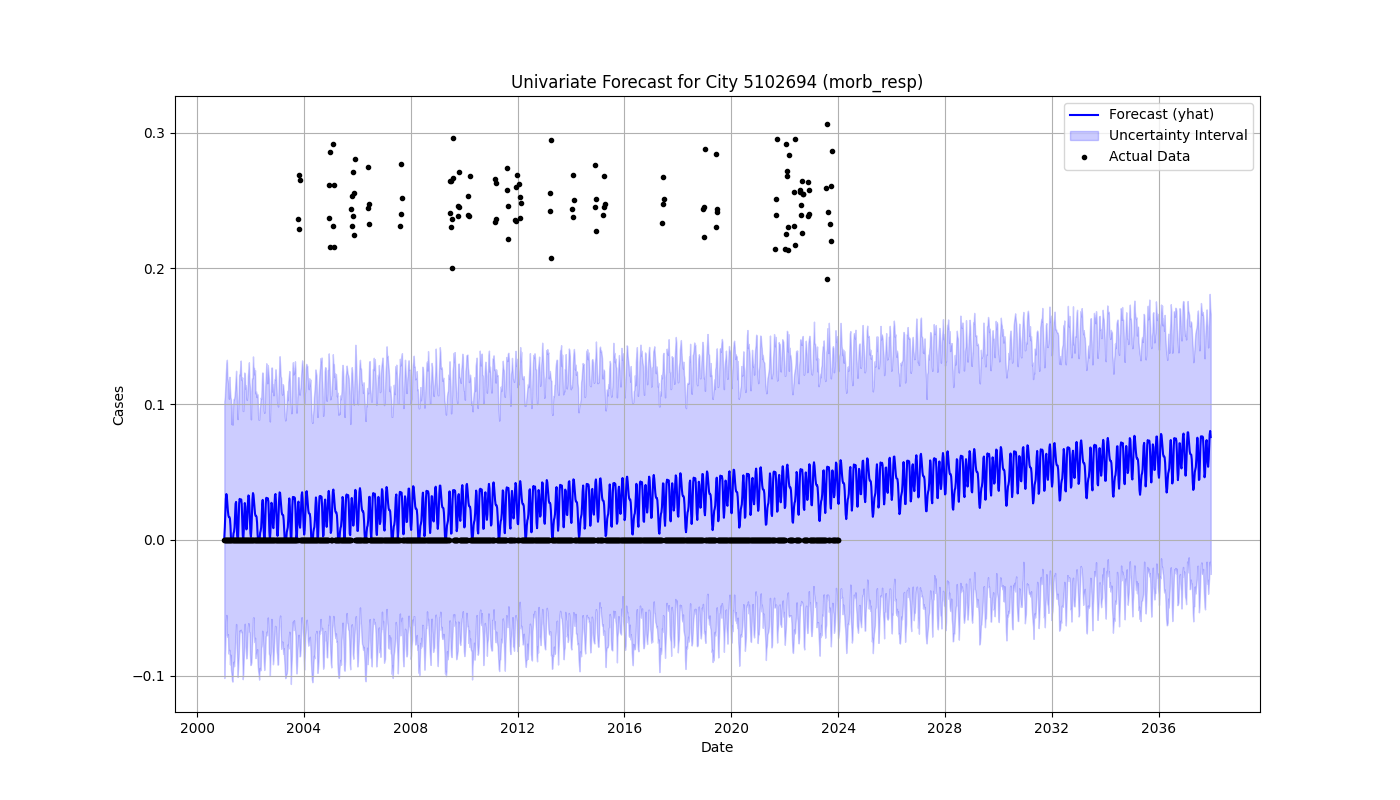 Univariate Forecast for City 5102694 (morb_resp)
Forecast (yhat)
Uncertainty Interval
Actual Data
0.3
0.2
0.1
0.0
−0.1
Cases
2000 2004 2008 2012 2016 2020 2024 2028 2032 2036
Date